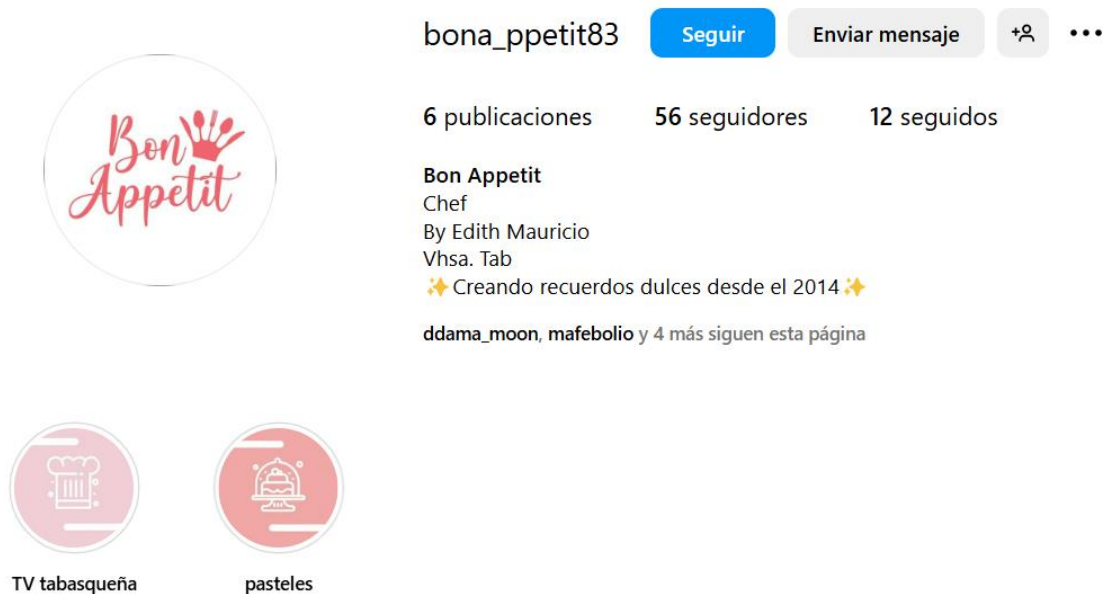 bona_ppetit83 Seguir Enviar mensaje
Bon
Appetit
6 publicaciones 56 seguidores 12 seguidos
Bon Appetit
Chef
By Edith Mauricio
Vhsa. Tab
✨Creando recuerdos dulces desde el 2014✨
ddama_moon, mafebolio y 4 más siguen esta página
TV tabasqueña pasteles